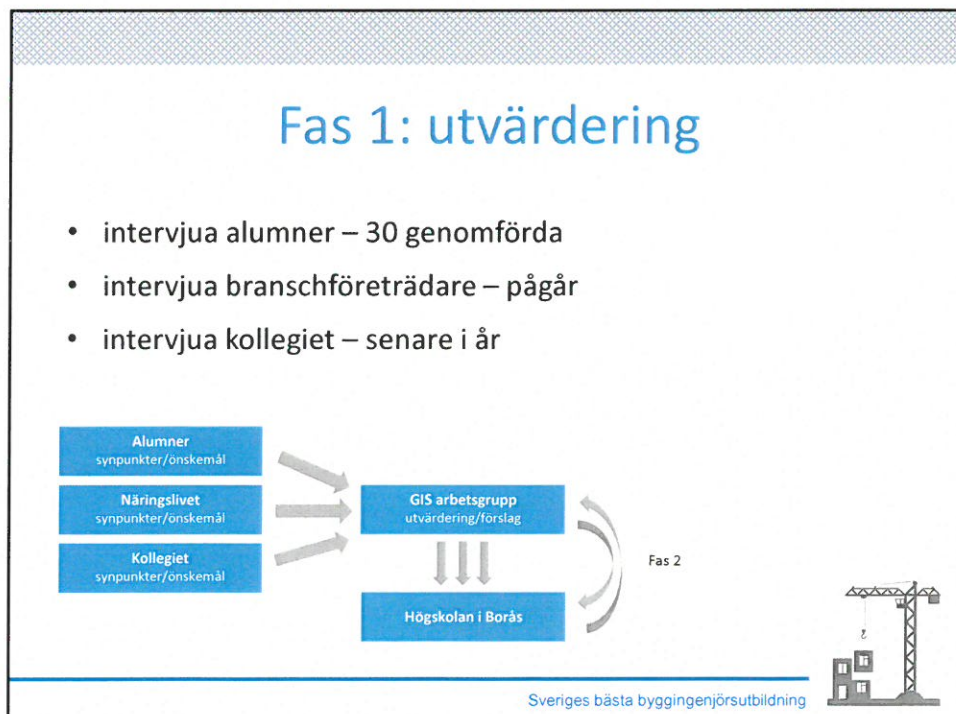 Fas 1: utvärdering
• intervjua alumner – 30 genomförda
• intervjua branschföreträdare – pågår
• intervjua kollegiet – senare i år
Alumner
synpunkter/önskemål
Näringslivet
synpunkter/önskemål
Kollegiet
synpunkter/önskemål
GIS arbetsgrupp
utvärdering/förslag
Högskolan i Borås
Fas 2
Sveriges bästa byggingenjörsutbildning